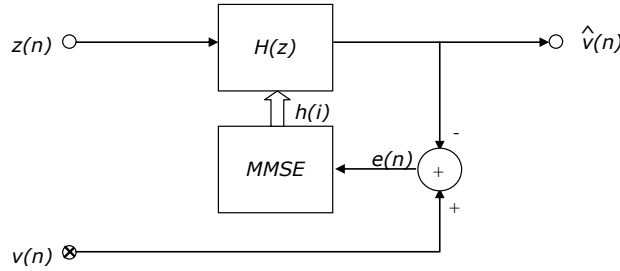 z(n)
H(z)
v̂(n)
h(i)
-
MMSE
e(n)
+
+
v(n)